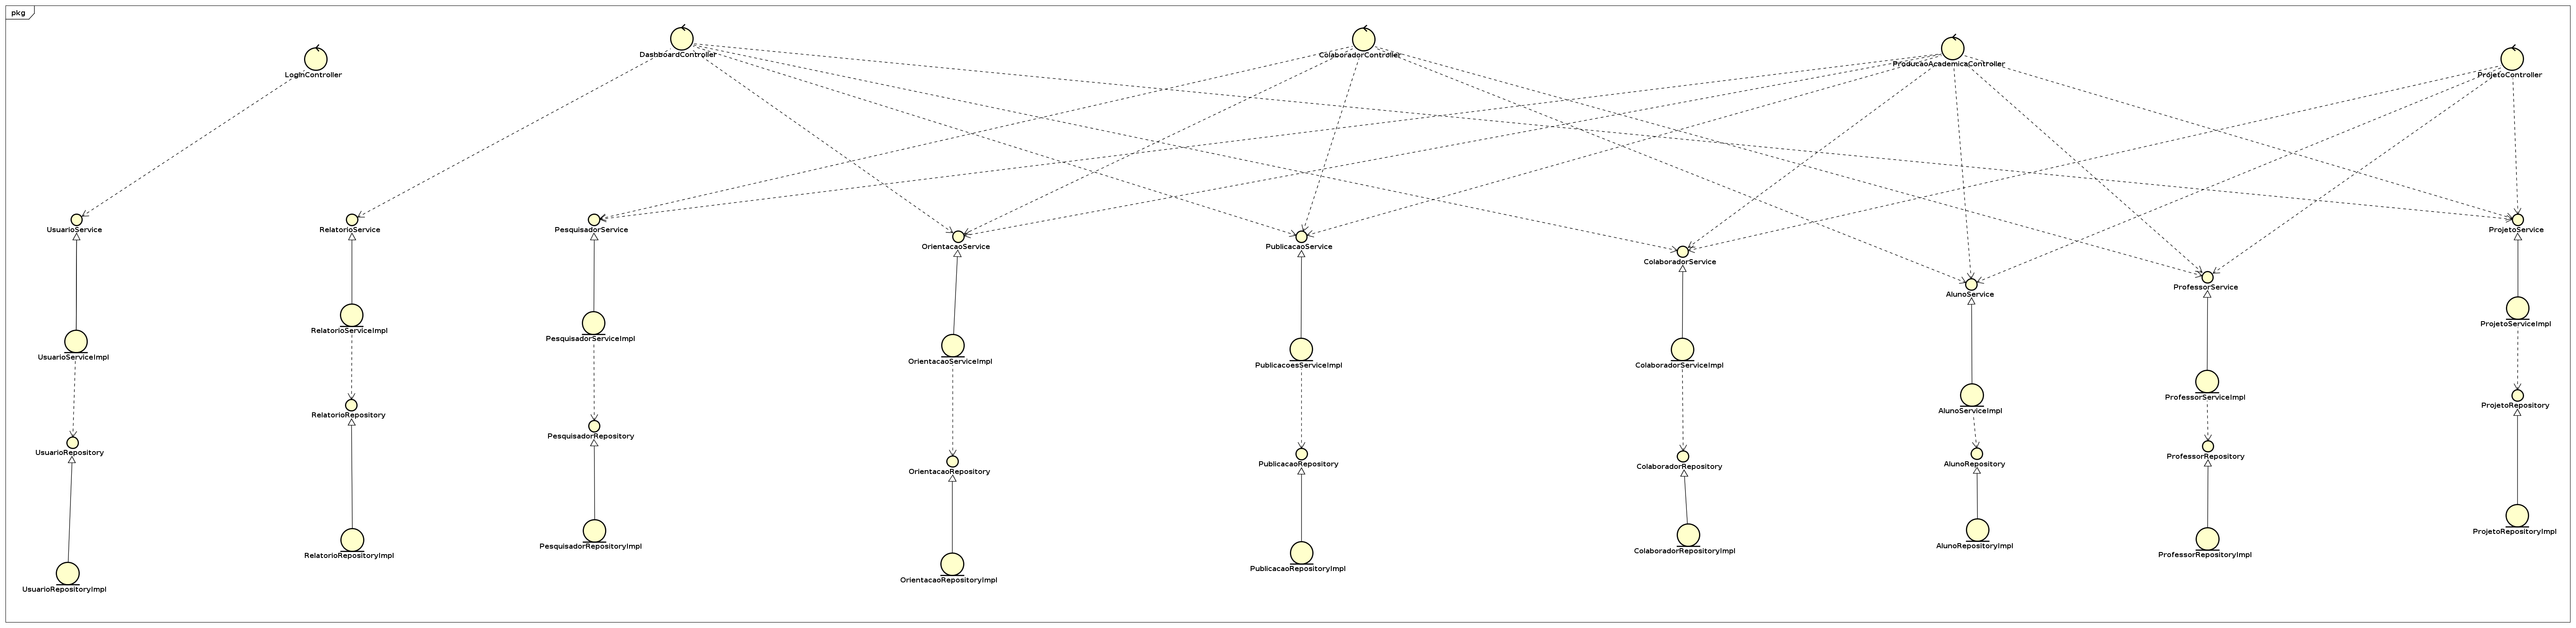 pkg
LoginController
DashboardController
ColaboradorController
ProducaoAcademicaController
ProjetoController
UsuarioService
RelatorioService
PesquisadorService
OrientacaoService
PublicacaoService
ColaboradorService
AlunoService
ProfessorService
ProjetoService
UsuarioServiceImpl
RelatorioServiceImpl
PesquisadorServiceImpl
OrientacaoServiceImpl
PublicacoesServiceImpl
ColaboradorServiceImpl
AlunoServiceImpl
ProfessorServiceImpl
ProjetoServiceImpl
UsuarioRepository
RelatorioRepository
PesquisadorRepository
OrientacaoRepository
PublicacaoRepository
ColaboradorRepository
AlunoRepository
ProfessorRepository
ProjetoRepository
UsuarioRepositoryImpl
RelatorioRepositoryImpl
PesquisadorRepositoryImpl
OrientacaoRepositoryImpl
PublicacaoRepositoryImpl
ColaboradorRepositoryImpl
AlunoRepositoryImpl
ProfessorRepositoryImpl
ProjetoRepositoryImpl